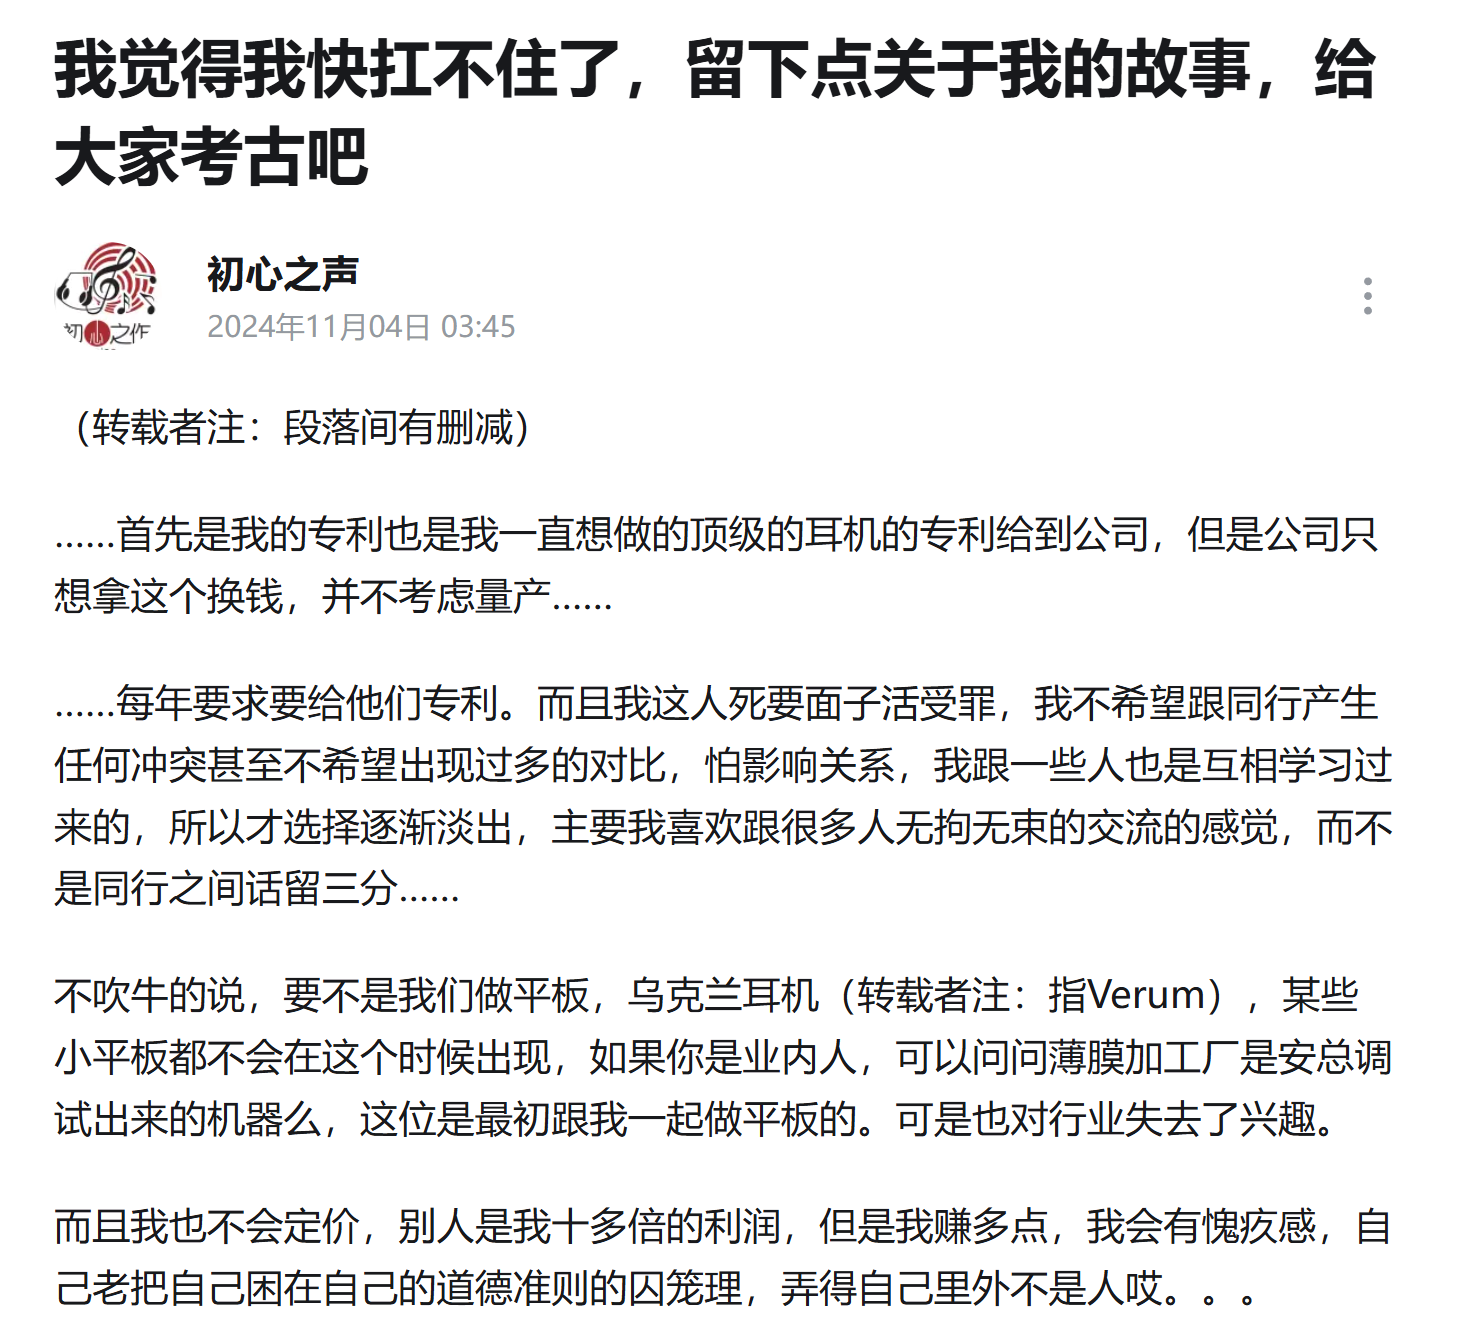 我觉得我快扛不住了，留下点关于我的故事，给
大家考古吧
初心之作
初心之声
2024年11月04日 03:45
（转载者注：段落间有删减）
……首先是我的专利也是我一直想做的顶级的耳机的专利给到公司，但是公司只
想拿这个换钱，并不考虑量产……
……每年要求要给他们专利。而且我这人死要面子活受罪，我不希望跟同行产生
任何冲突甚至不希望出现过多的对比，怕影响关系，我跟一些人也是互相学习过
来的，所以才选择逐渐淡出，主要我喜欢跟很多人无拘无束的交流的感觉，而不
是同行之间话留三分……
不吹牛的说，要不是我们做平板，乌克兰耳机（转载者注：指Verum），某些
小平板都不会在这个时候出现，如果你是业内人，可以问问薄膜加工厂是安总调
试出来的机器么，这位是最初跟我一起做平板的。可是也对行业失去了兴趣。
而且我也不会定价，别人是我十多倍的利润，但是我赚多点，我会有愧疚感，自
己老把自己困在自己的道德准则的囚笼理，弄得自己里外不是人哎。。。